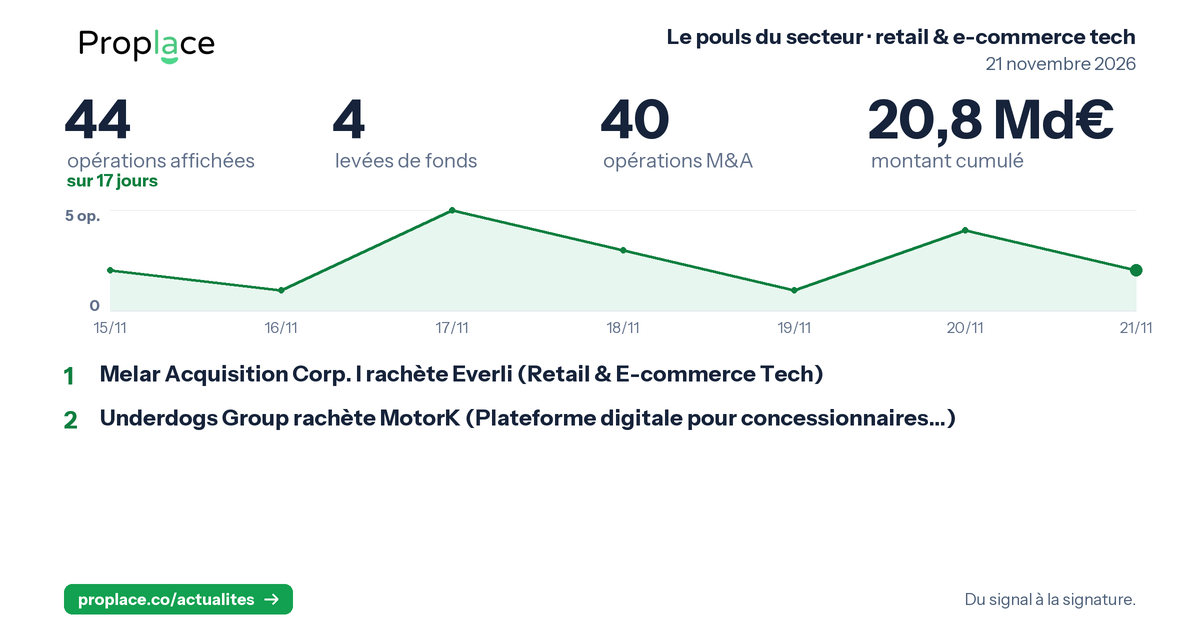 Proplace
Le pouls du secteur · retail & e-commerce tech
21 novembre 2026
44
opérations affichées
sur 17 jours
4
levées de fonds
40
opérations M&A
20,8 Md€
montant cumulé
5 op.
0
15/11
16/11
17/11
18/11
19/11
20/11
21/11
1 Melar Acquisition Corp. I rachète Everli (Retail & E-commerce Tech)
2 Underdogs Group rachète MotorK (Plateforme digitale pour concessionnaires...)
proplace.co/actualites →
Du signal à la signature.